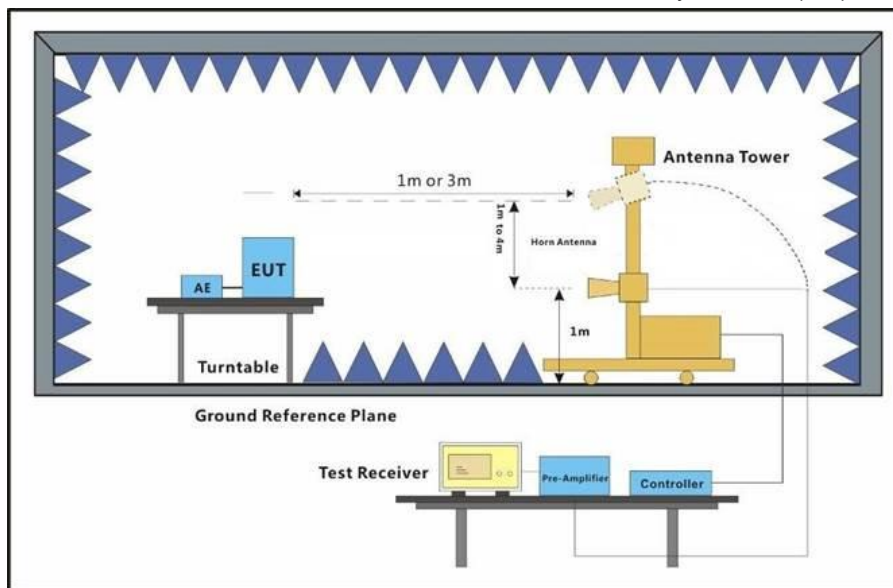 Antenna Tower
1m or 3m
1m to 4m
Horn Antenna
EUT
AE
1m
Turntable
Ground Reference Plane
Test Receiver
Pre-Amplifier
Controller